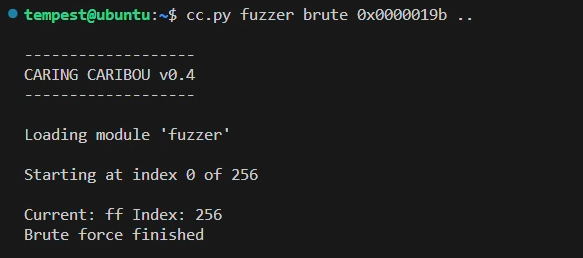 tempest@ubuntu:~$ cc.py fuzzer brute 0x0000019b ..
-------------------
CARING CARIBOU v0.4
-------------------
Loading module 'fuzzer'
Starting at index 0 of 256
Current: ff Index: 256
Brute force finished